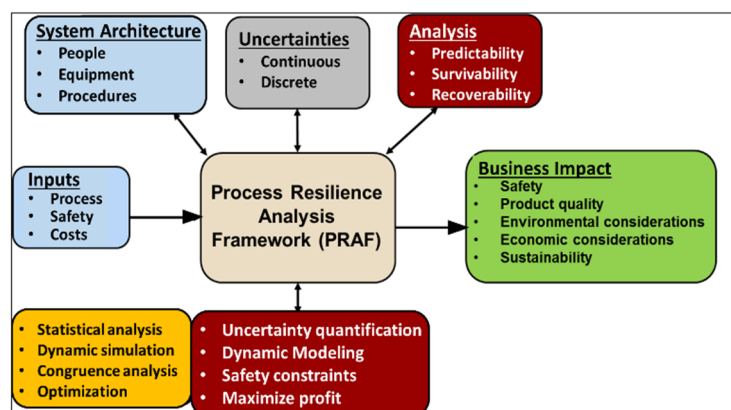 System Architecture
• People
• Equipment
• Procedures
Uncertainties
• Continuous
• Discrete
Analysis
• Predictability
• Survivability
• Recoverability
Inputs
• Process
• Safety
• Costs
Process Resilience
Analysis
Framework (PRAF)
Business Impact
• Safety
• Product quality
• Environmental considerations
• Economic considerations
• Sustainability
• Statistical analysis
• Dynamic simulation
• Congruence analysis
• Optimization
• Uncertainty quantification
• Dynamic Modeling
• Safety constraints
• Maximize profit